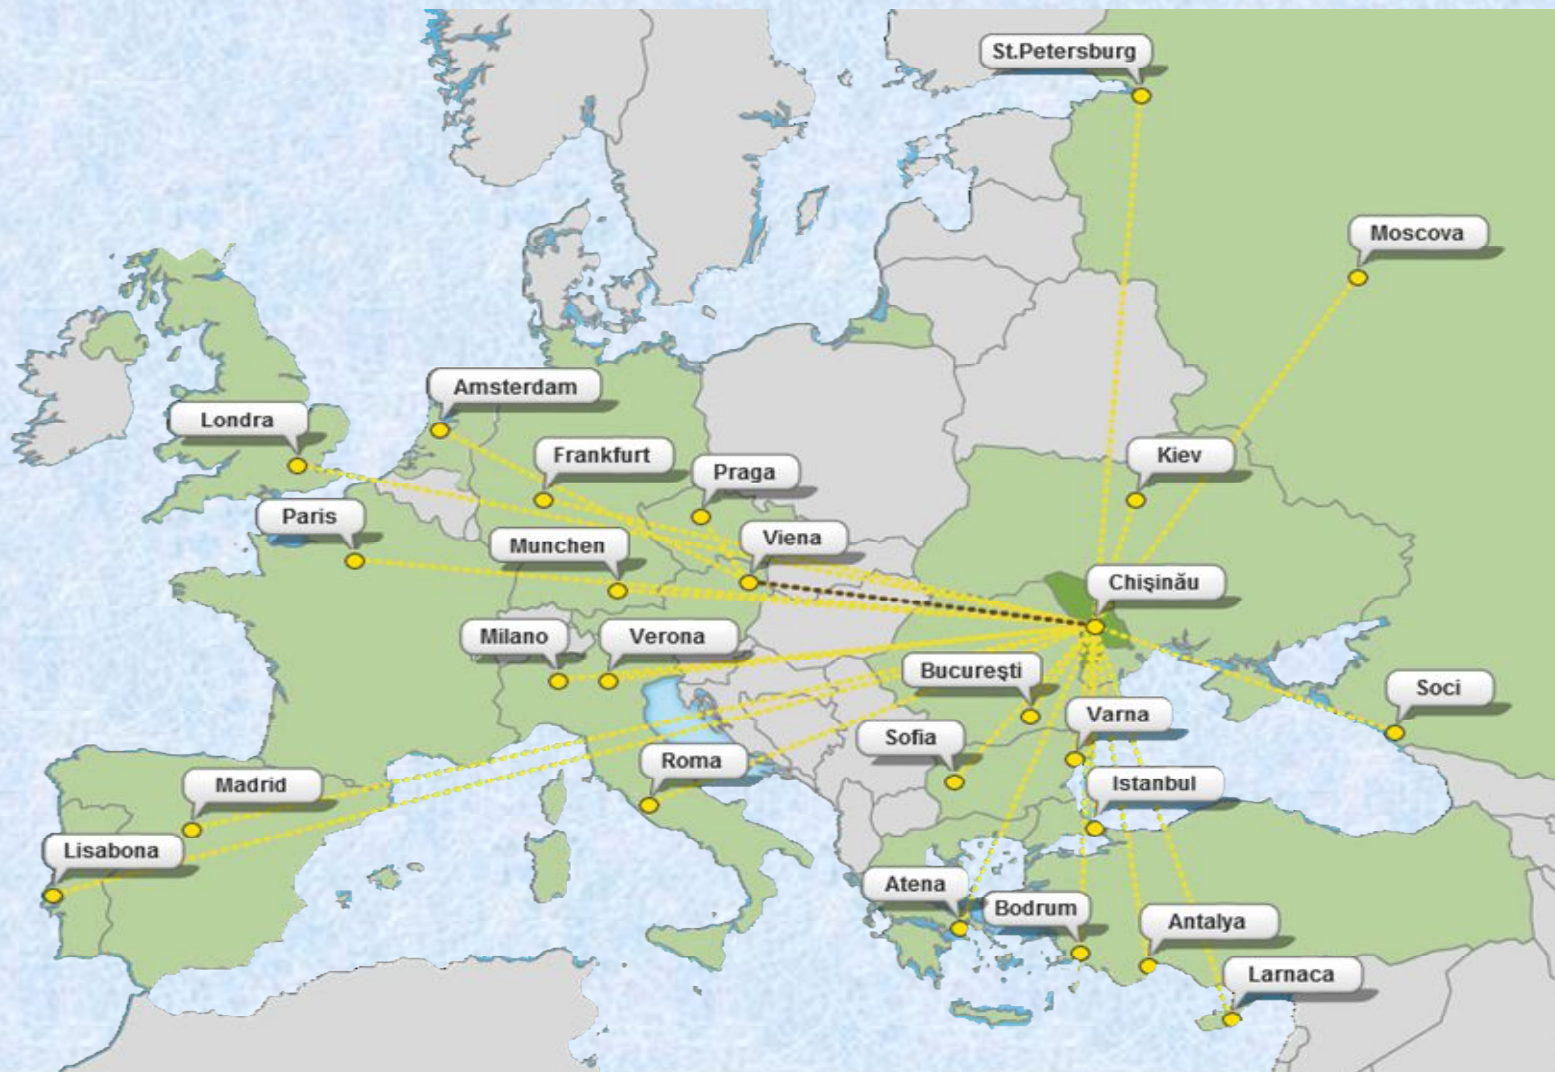 St.Petersburg
Moscova
Amsterdam
Londra
Frankfurt
Kiev
Praga
Paris
Viena
Munchen
Chişinău
Milano
Verona
Bucureşti
Soci
Varna
Sofia
Roma
Madrid
Istanbul
Lisabona
Atena
Bodrum
Antalya
Larnaca